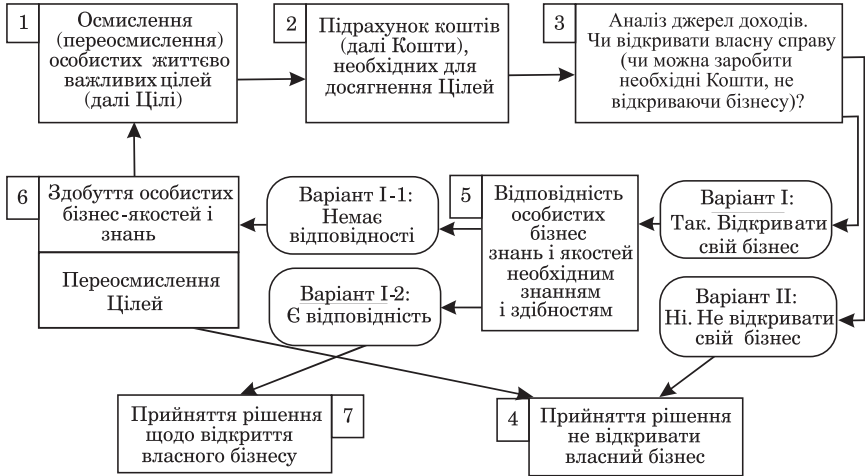 1
Осмислення
(переосмислення)
особистих життєво
важливих цілей
(далі Цілі)
2
Підрахунок коштів
(далі Кошти),
необхідних для
досягнення Цілей
3
Аналіз джерел доходів.
Чи відкривати власну справу
(чи можна заробити
необхідні Кошти, не
відкриваючи бізнесу)?
6
Здобуття особистих
бізнес-якостей і
знань
Переосмислення
Цілей
Варіант І-1:
Немає
відповідності
Варіант І-2:
Є відповідність
5
Відповідність
особистих
бізнес
знань і якостей
необхідним
знанням
і здібностям
Варіант І:
Так. Відкривати
свій бізнес
Варіант ІІ:
Ні. Не відкривати
свій бізнес
Прийняття рішення
щодо відкриття
власного бізнесу
7
4
Прийняття рішення
не відкривати
власний бізнес